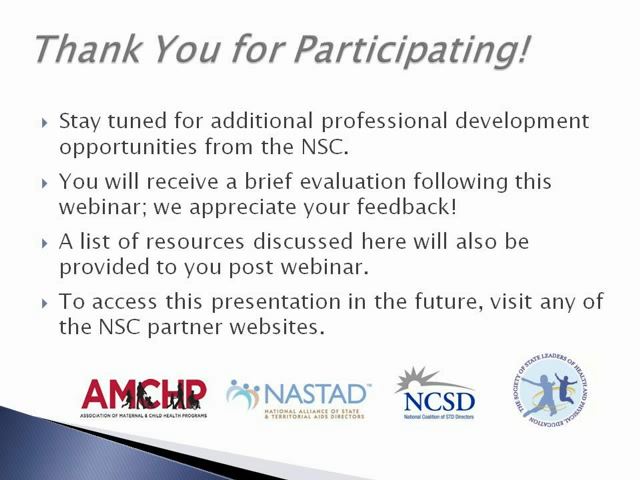 Thank You for Participating!
Stay tuned for additional professional development
opportunities from the NSC.
You will receive a brief evaluation following this
webinar; we appreciate your feedback!
A list of resources discussed here will also be
provided to you post webinar.
To access this presentation in the future, visit any of
the NSC partner websites.
AMCHP
ASSOCIATION OF MATERNAL & CHILD HEALTH PROGRAMS
NASTAD™
NATIONAL ALLIANCE OF STATE
& TERRITORIAL AIDS DIRECTORS
NCSD
National Coalition of STD Directors
THE SOCIETY OF STATE LEADERS OF HEALTH AND PHYSICAL EDUCATION